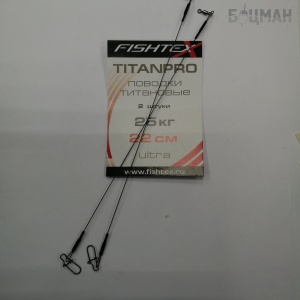 БОЦМАН
FISHTEX
TITANPRO
ПОВОДКИ
ТИТАНОВЫЕ
2 штуки
25 кг
22 см
ultra
www.fishtex.ru